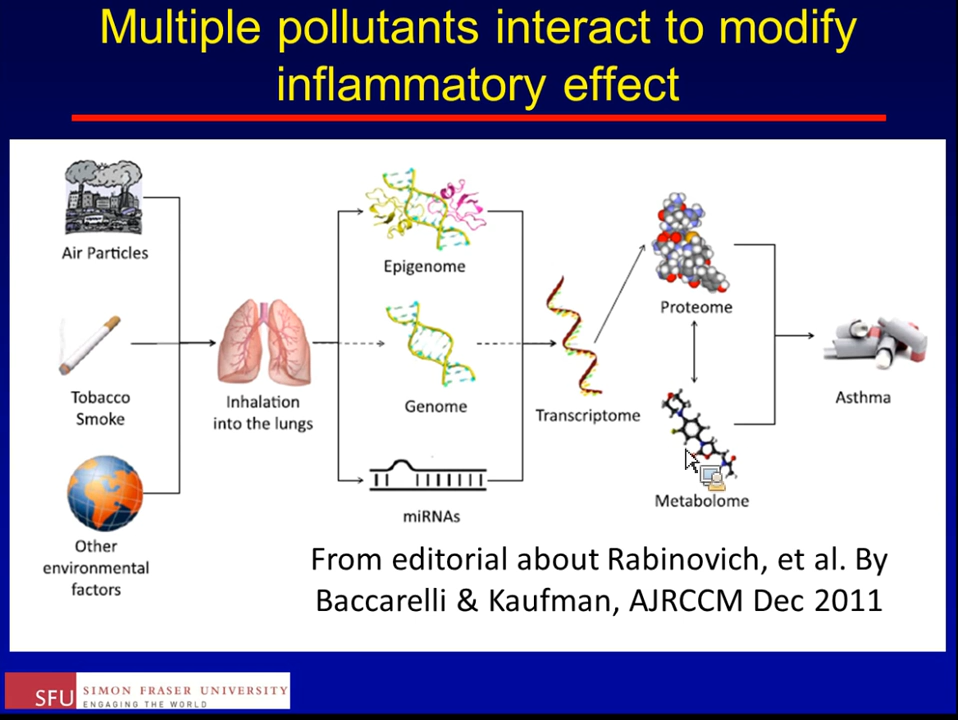 Multiple pollutants interact to modify
inflammatory effect
Air Particles
Tobacco
Smoke
Other
environmental
factors
Inhalation
into the lungs
Epigenome
Genome
miRNAs
Transcriptome
Proteome
Metabolome
Asthma
From editorial about Rabinovich, et al. By
Baccarelli & Kaufman, AJRCCM Dec 2011
SFU
SIMON FRASER UNIVERSITY
ENGAGING THE WORLD